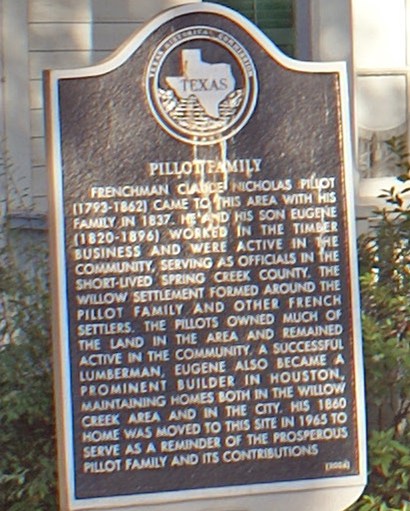 TEXAS HISTORICAL COMMISSION
TEXAS
PILLOT FAMILY
FRENCHMAN CLAUDE NICHOLAS PILLOT
(1793-1862) CAME TO THIS AREA WITH HIS
FAMILY IN 1837. HE AND HIS SON EUGENE
(1820-1896) WORKED IN THE TIMBER
BUSINESS AND WERE ACTIVE IN THE
COMMUNITY, SERVING AS OFFICIALS IN THE
SHORT-LIVED SPRING CREEK COUNTY. THE
WILLOW SETTLEMENT FORMED AROUND THE
PILLOT FAMILY AND OTHER FRENCH
SETTLERS. THE PILLOTS OWNED MUCH OF
THE LAND IN THE AREA AND REMAINED
ACTIVE IN THE COMMUNITY. A SUCCESSFUL
LUMBERMAN, EUGENE ALSO BECAME A
PROMINENT BUILDER IN HOUSTON,
MAINTAINING HOMES BOTH IN THE WILLOW
CREEK AREA AND IN THE CITY. HIS 1860
HOME WAS MOVED TO THIS SITE IN 1965 TO
SERVE AS A REMINDER OF THE PROSPEROUS
PILLOT FAMILY AND ITS CONTRIBUTIONS